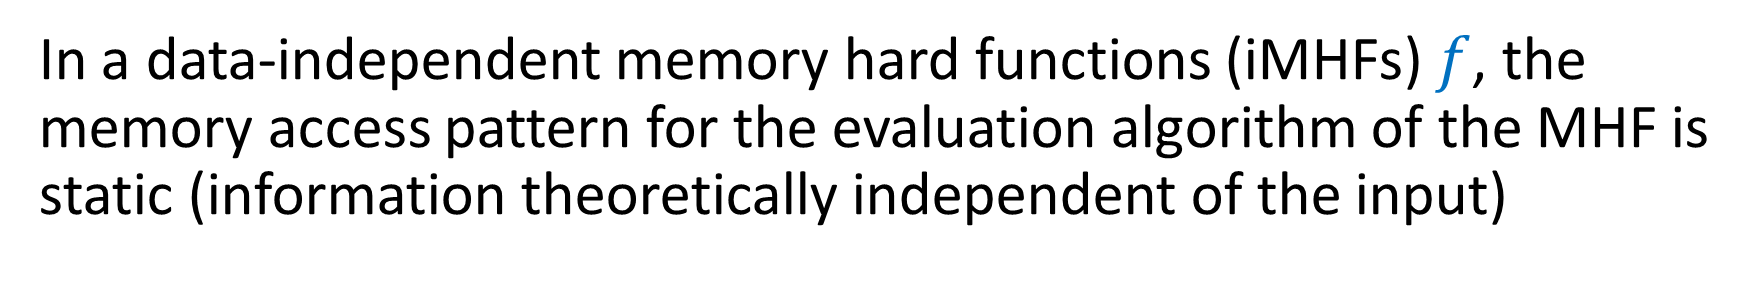 In a data-independent memory hard functions (iMHFs) f, the
memory access pattern for the evaluation algorithm of the MHF is
static (information theoretically independent of the input)